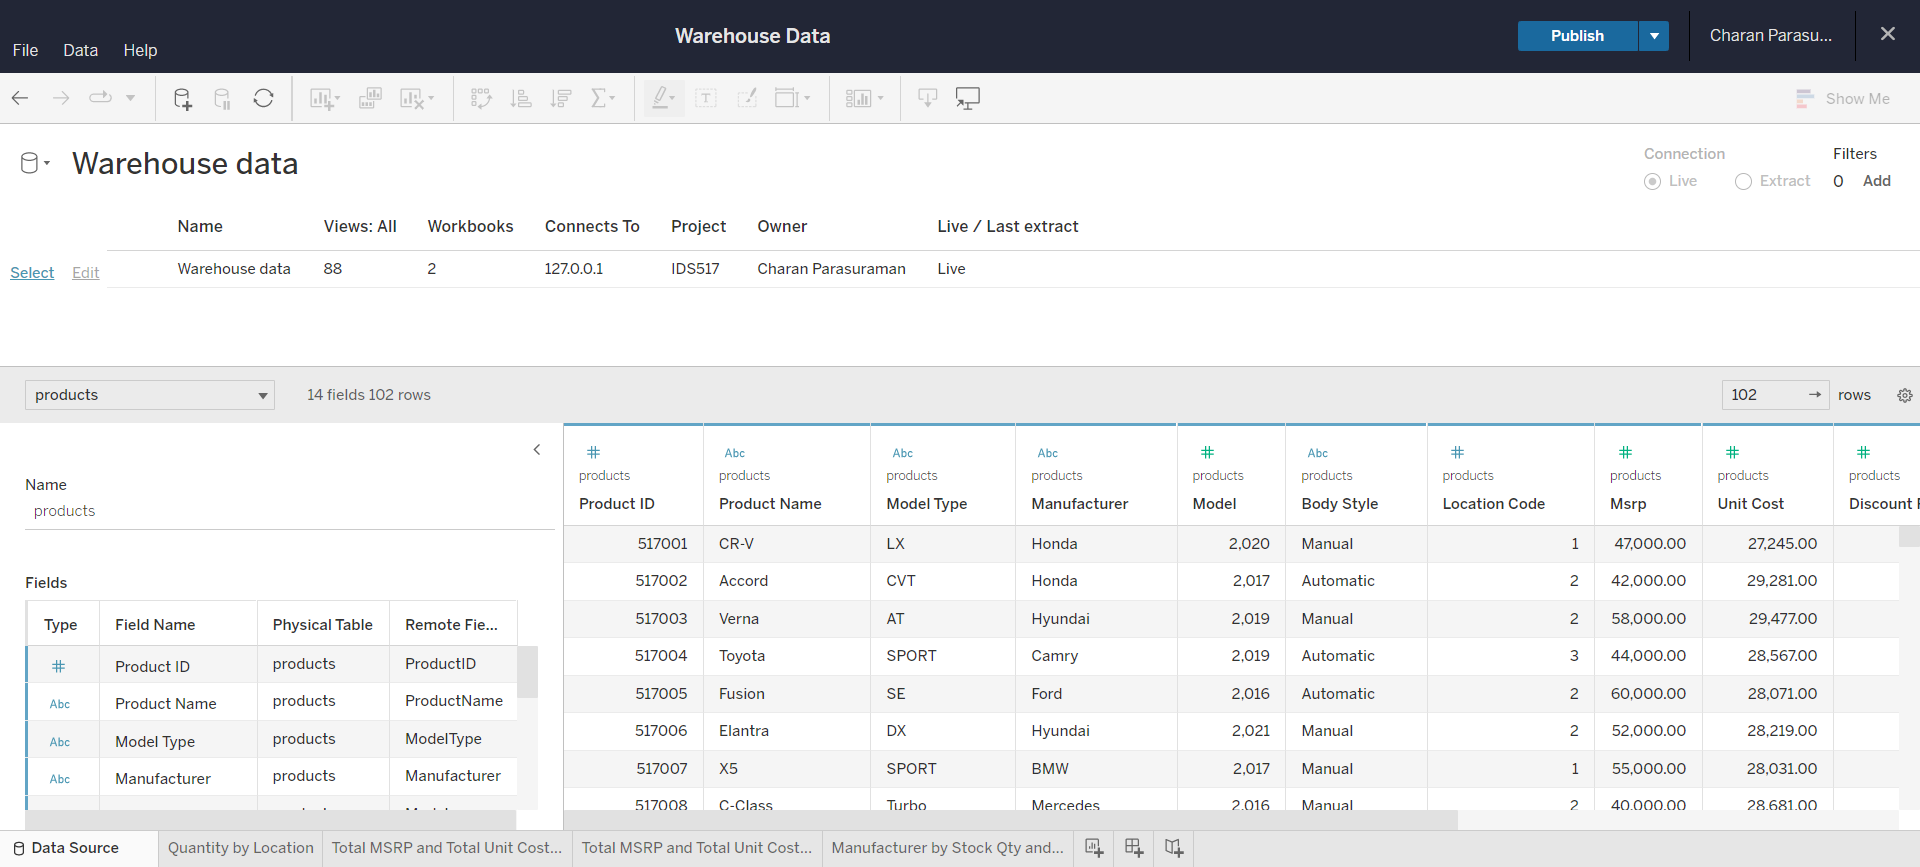 Warehouse Data
Publish
Charan Parasu...
File Data Help
Show Me
Warehouse data
Connection
Filters
Live Extract 0 Add
Name Views: All Workbooks Connects To Project Owner Live / Last extract
Select Edit Warehouse data 88 2 127.0.0.1 IDS517 Charan Parasuraman Live
products 14 fields 102 rows 102 rows
Name
products
Fields
Type Field Name Physical Table Remote Fie...
# Product ID products ProductID
Abc Product Name products ProductName
Abc Model Type products ModelType
Abc Manufacturer products Manufacturer
# Abc Abc Abc # Abc # # # #
products products products products products products products products products products
Product ID Product Name Model Type Manufacturer Model Body Style Location Code Msrp Unit Cost Discount
517001 CR-V LX Honda 2,020 Manual 1 47,000.00 27,245.00
517002 Accord CVT Honda 2,017 Automatic 2 42,000.00 29,281.00
517003 Verna AT Hyundai 2,019 Manual 2 58,000.00 29,477.00
517004 Toyota SPORT Camry 2,019 Automatic 3 44,000.00 28,567.00
517005 Fusion SE Ford 2,016 Automatic 2 60,000.00 28,071.00
517006 Elantra DX Hyundai 2,021 Manual 2 52,000.00 28,219.00
517007 X5 SPORT BMW 2,017 Manual 1 55,000.00 28,031.00
517008 C-Class Turbo Mercedes 2,016 Manual 2 40,000.00 28,681.00
Data Source Quantity by Location Total MSRP and Total Unit Cost... Total MSRP and Total Unit Cost... Manufacturer by Stock Qty and...